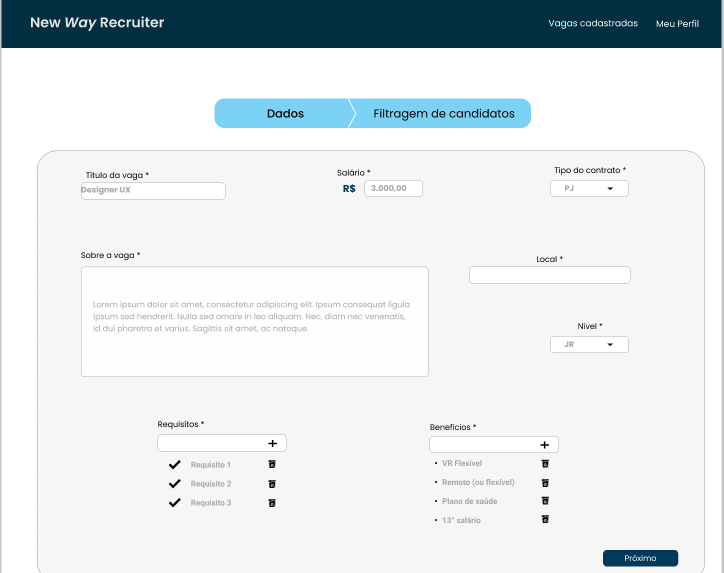 New Way Recruiter
Vagas cadastradas
Meu Perfil
Dados
Filtragem de candidatos
Titulo da vaga *
Designer UX
Salário *
R$ 3.000,00
Tipo do contrato *
PJ
Sobre a vaga *
Lorem ipsum dolor sit amet, consectetur adipiscing elit. Ipsum consequat ligula
ipsum sed hendrerit. Nulla sed ornare in leo aliquam. Nec, diam nec venenatis,
id dui pharetra et varius. Sagittis sit amet, ac natoque.
Local *
Nível *
JR
Requisitos *
Requisito 1
Requisito 2
Requisito 3
Benefícios *
VR Flexível
Remoto (ou flexível)
Plano de saúde
13° salário
Próximo